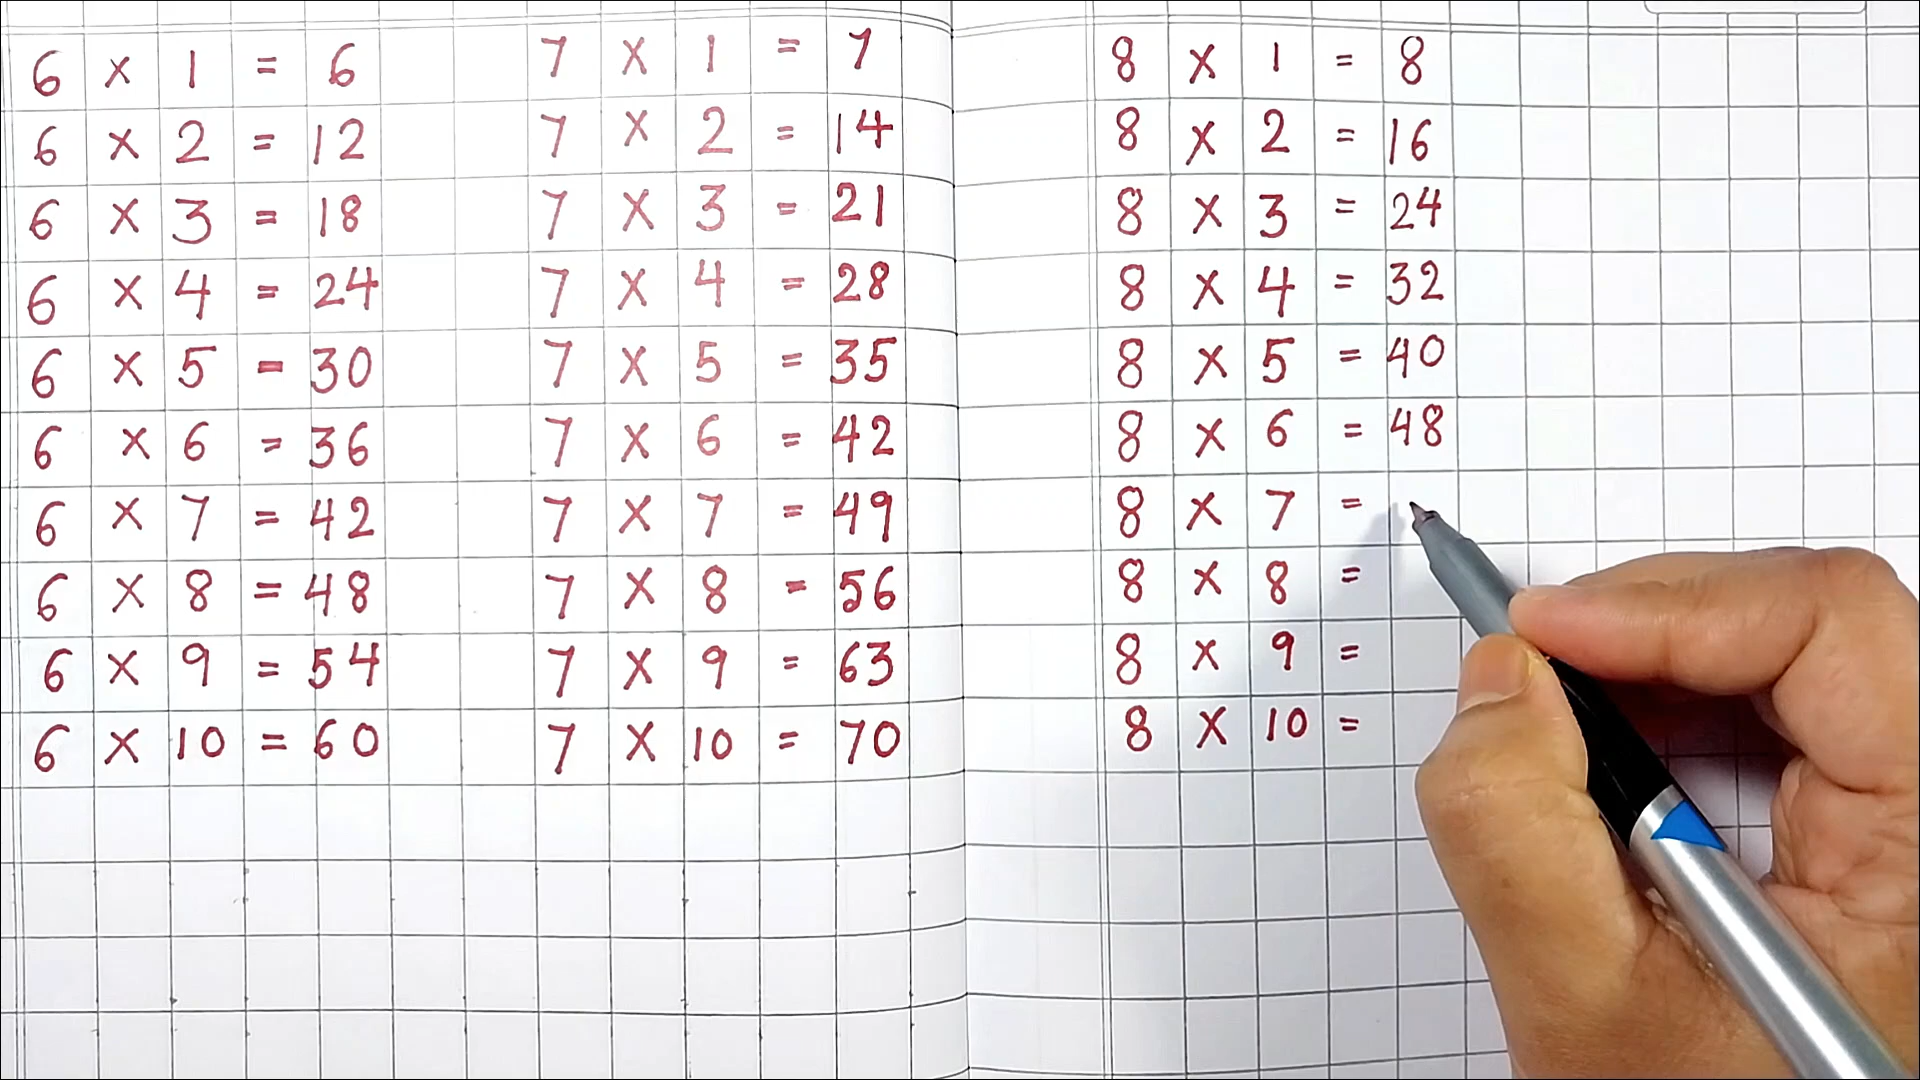 6 × 1 = 6
6 × 2 = 12
6 × 3 = 18
6 × 4 = 24
6 × 5 = 30
6 × 6 = 36
6 × 7 = 42
6 × 8 = 48
6 × 9 = 54
6 × 10 = 60
7 × 1 = 7
7 × 2 = 14
7 × 3 = 21
7 × 4 = 28
7 × 5 = 35
7 × 6 = 42
7 × 7 = 49
7 × 8 = 56
7 × 9 = 63
7 × 10 = 70
8 × 1 = 8
8 × 2 = 16
8 × 3 = 24
8 × 4 = 32
8 × 5 = 40
8 × 6 = 48
8 × 7 =
8 × 8 =
8 × 9 =
8 × 10 =